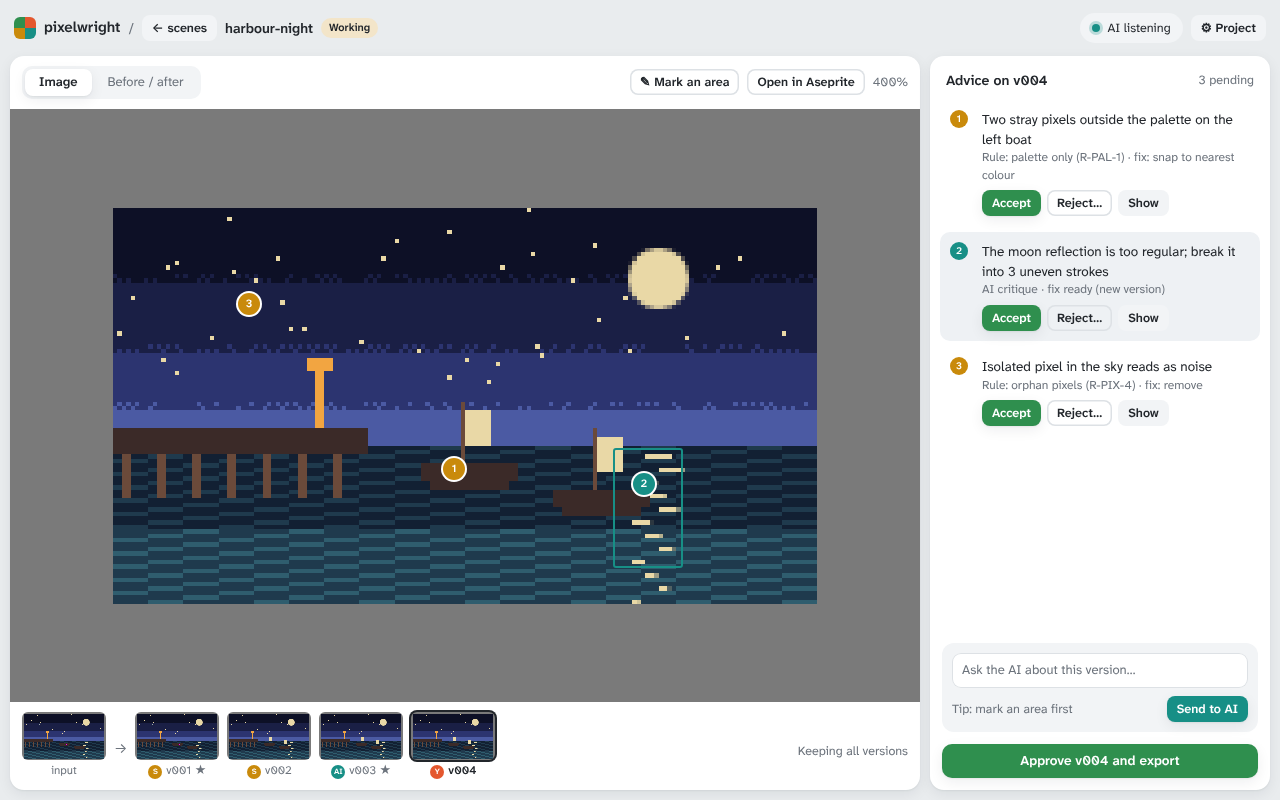 pixelwright / ← scenes harbour-night Working AI listening ⚙ Project
Image Before / after ✎ Mark an area Open in Aseprite 400%
Advice on v004 3 pending
1 Two stray pixels outside the palette on the
left boat
Rule: palette only (R-PAL-1) · fix: snap to nearest
colour
Accept Reject... Show
2 The moon reflection is too regular; break it
into 3 uneven strokes
AI critique · fix ready (new version)
Accept Reject... Show
3 Isolated pixel in the sky reads as noise
Rule: orphan pixels (R-PIX-4) · fix: remove
Accept Reject... Show
3
1
2
Ask the AI about this version...
Tip: mark an area first Send to AI
Approve v004 and export
input → S v001 ★ S v002 AI v003 ★ Y v004
Keeping all versions